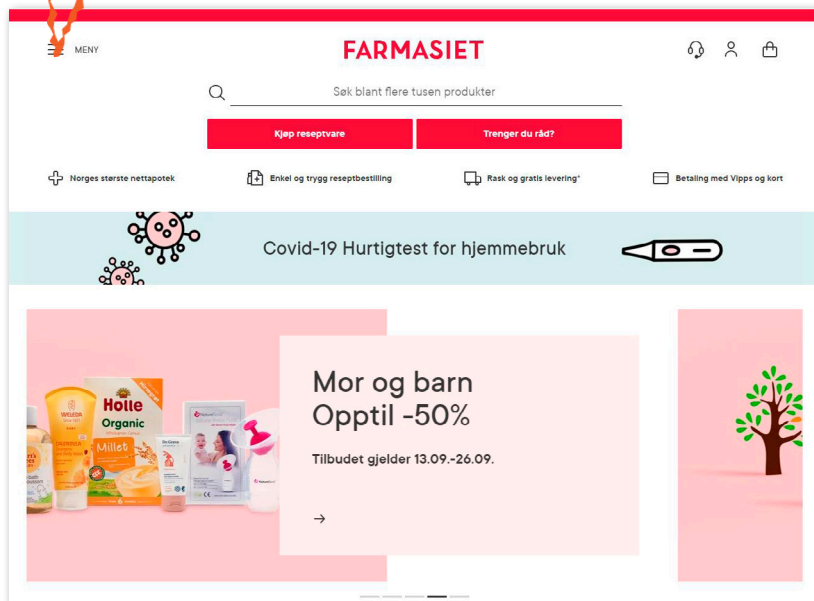 MENY
FARMASIET
Søk blant flere tusen produkter
Kjøp reseptvare
Trenger du råd?
Norges største nettapotek
Enkel og trygg reseptbestilling
Rask og gratis levering*
Betaling med Vipps og kort
Covid-19 Hurtigtest for hjemmebruk
Mor og barn
Opptil -50%
Tilbudet gjelder 13.09.-26.09.
WELEDA
Holle
Organic
Millet